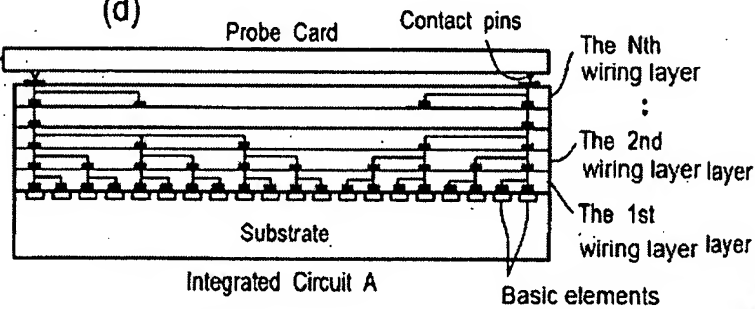 (d)
Contact pins
Probe Card
The Nth
wiring layer
:
The 2nd
wiring layer layer
The 1st
wiring layer layer
Substrate
Integrated Circuit A
Basic elements